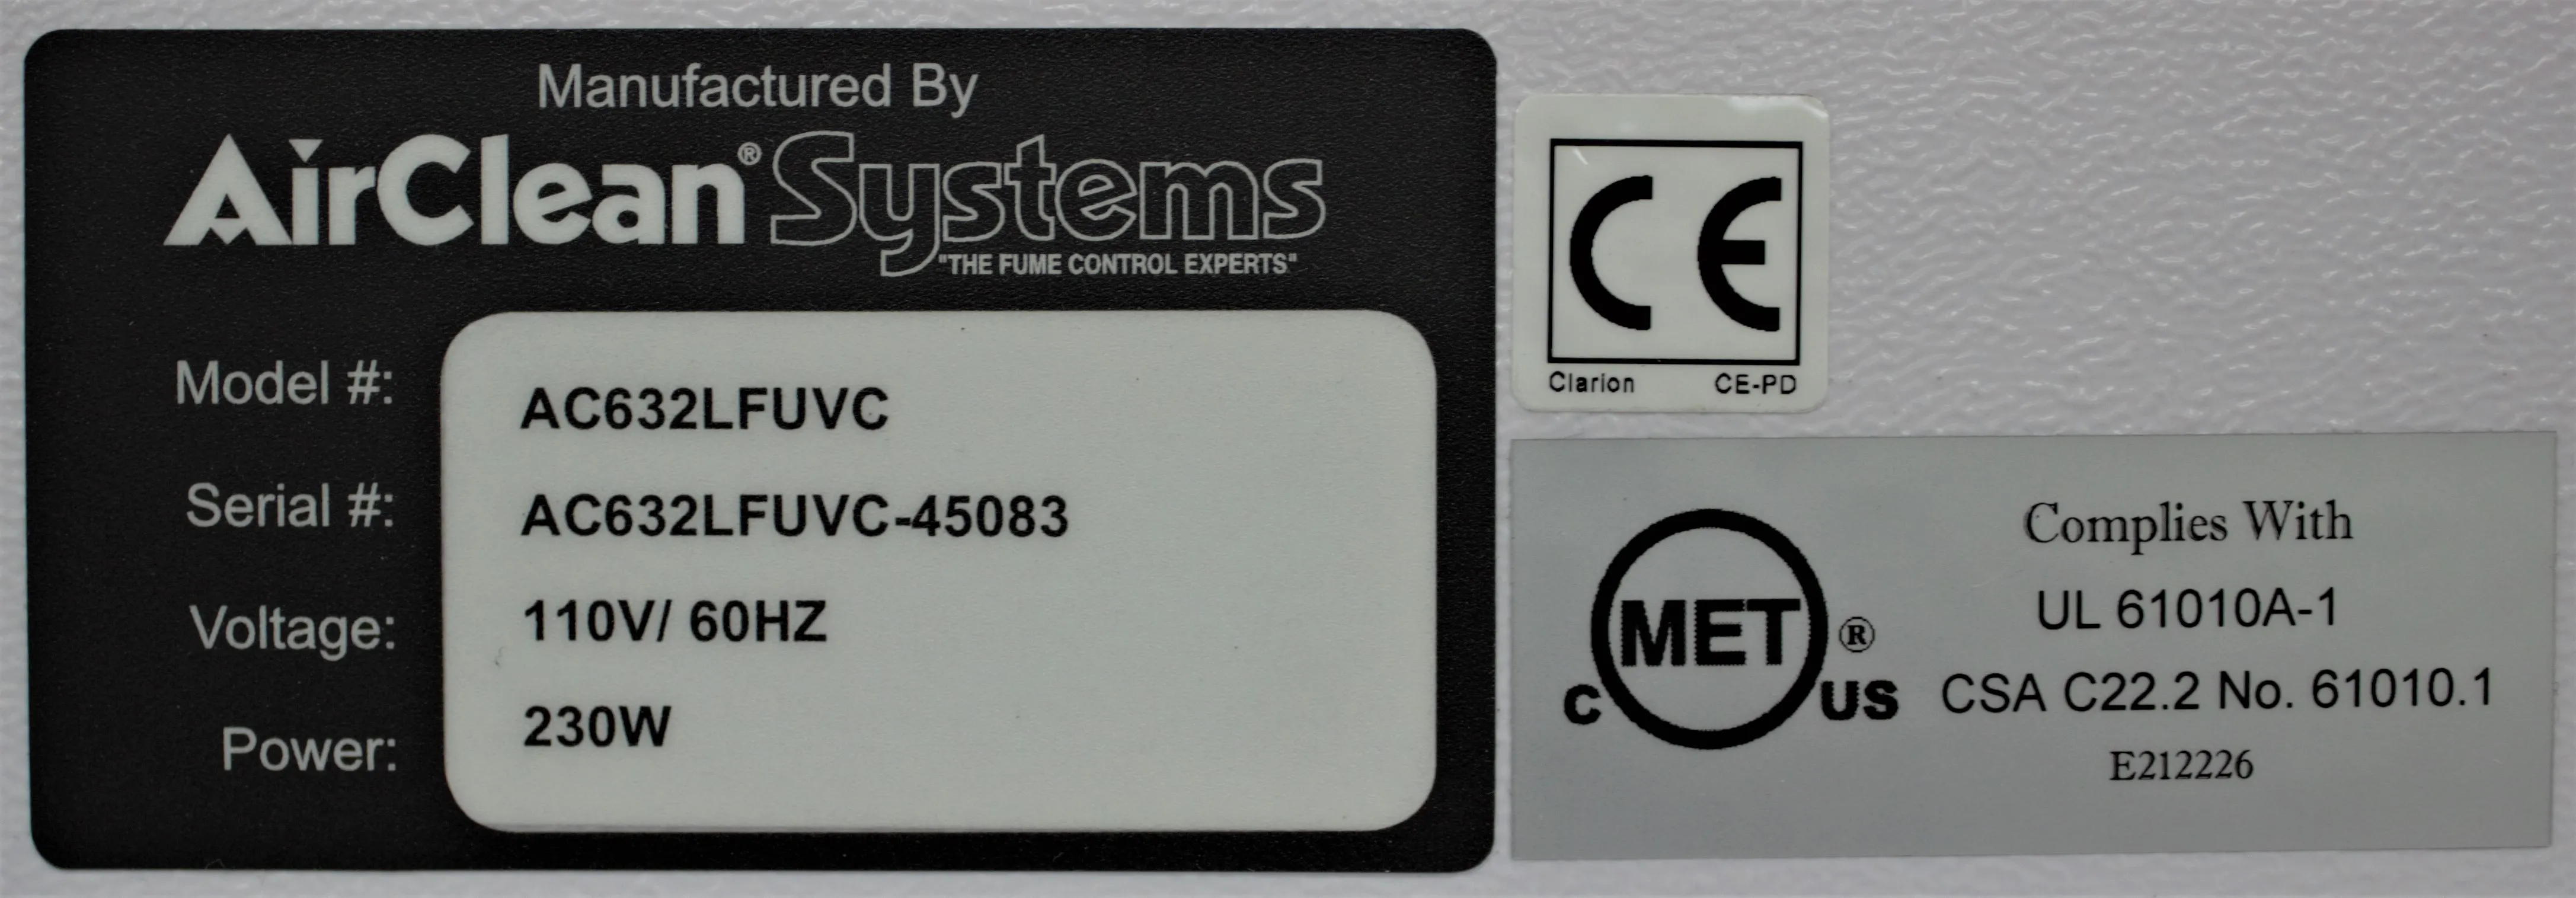 Manufactured By
AirClean® Systems
"THE FUME CONTROL EXPERTS"
Model #: AC632LFUVC
Serial #: AC632LFUVC-45083
Voltage: 110V/ 60HZ
Power: 230W
CE
Clarion CE-PD
MET®
C US
Complies With
UL 61010A-1
CSA C22.2 No. 61010.1
E212226